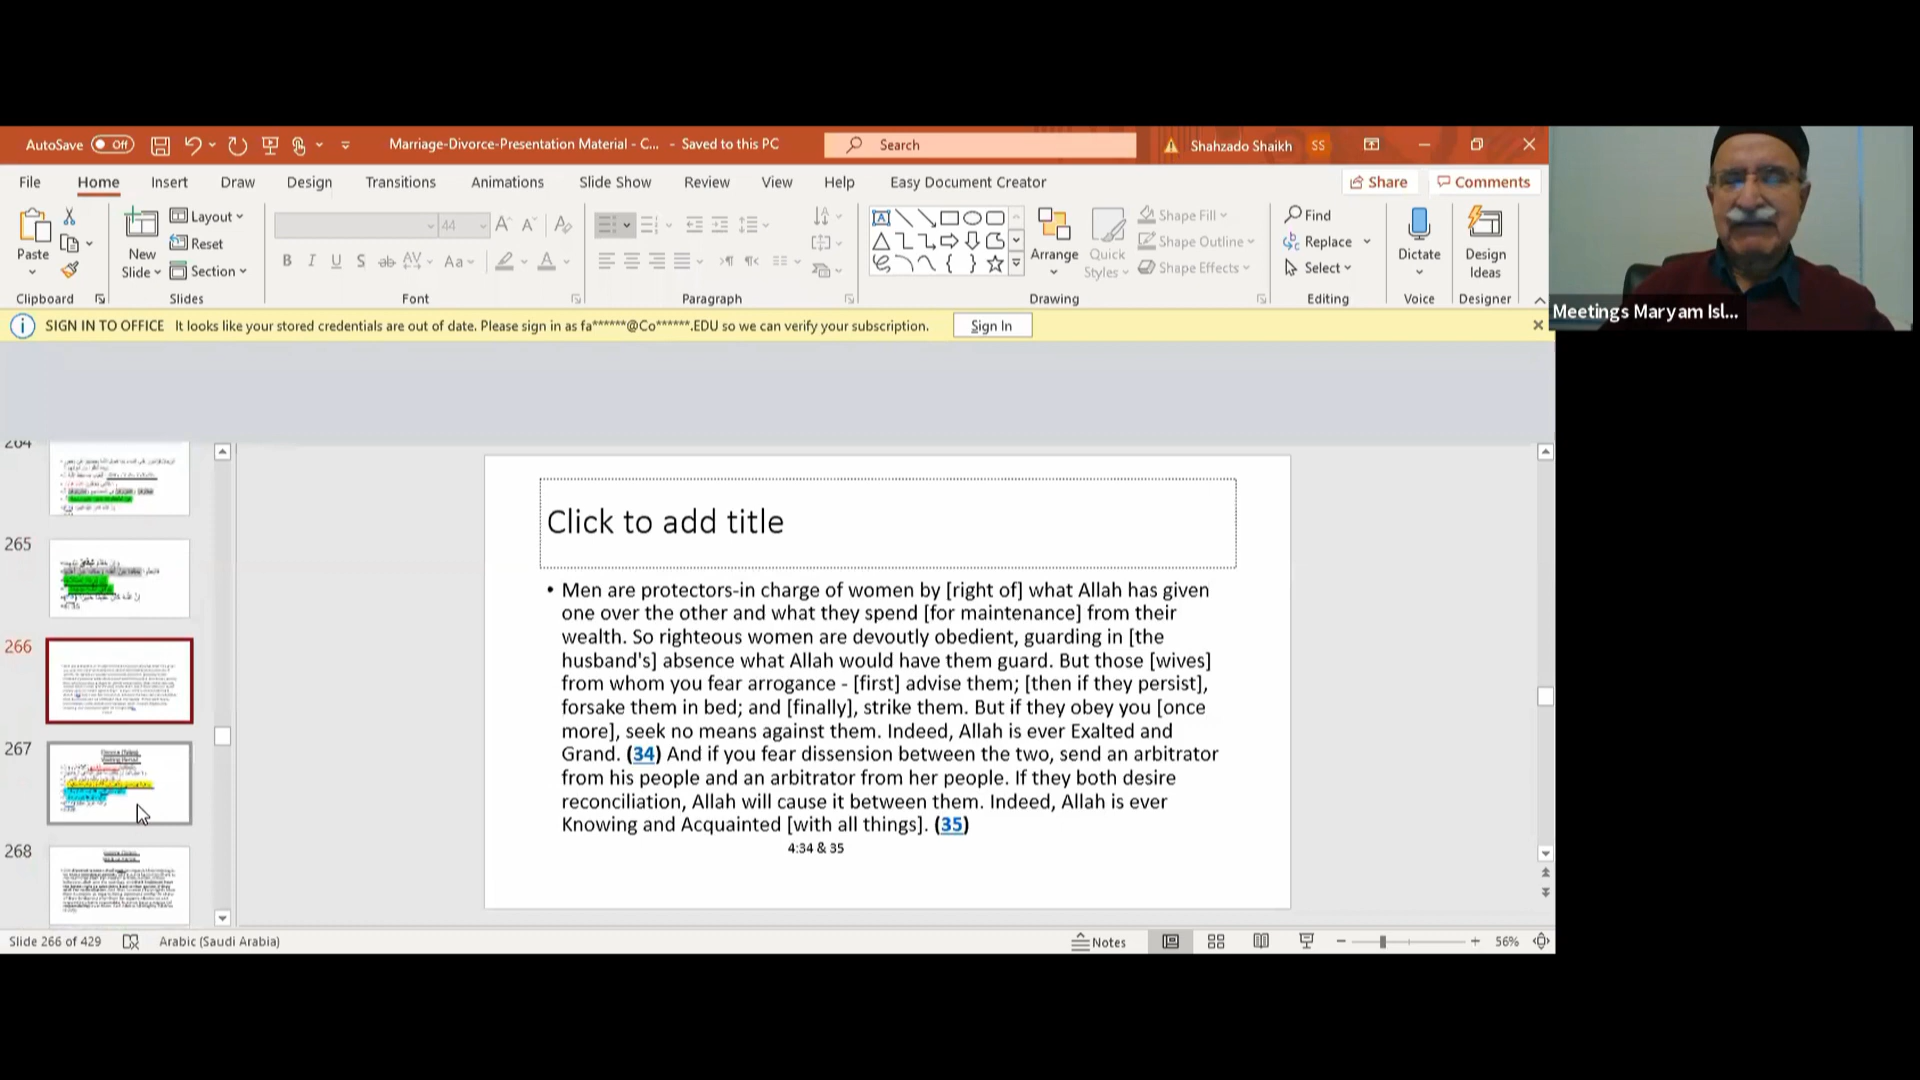 AutoSave Off Marriage-Divorce-Presentation Material - C... - Saved to this PC Search Shahzado Shaikh SS
File Home Insert Draw Design Transitions Animations Slide Show Review View Help Easy Document Creator Share Comments
Paste New Slide Layout Reset Section 44 B I U S ab AV Aa A Arrange Quick Styles Shape Fill Shape Outline Shape Effects Find Replace Select Dictate Design Ideas
Clipboard Slides Font Paragraph Drawing Editing Voice Designer
Meetings Maryam Isl...
SIGN IN TO OFFICE It looks like your stored credentials are out of date. Please sign in as fa******@Co******.EDU so we can verify your subscription. Sign In
264
265
266
267
268
Click to add title
• Men are protectors-in charge of women by [right of] what Allah has given
one over the other and what they spend [for maintenance] from their
wealth. So righteous women are devoutly obedient, guarding in [the
husband's] absence what Allah would have them guard. But those [wives]
from whom you fear arrogance - [first] advise them; [then if they persist],
forsake them in bed; and [finally], strike them. But if they obey you [once
more], seek no means against them. Indeed, Allah is ever Exalted and
Grand. (34) And if you fear dissension between the two, send an arbitrator
from his people and an arbitrator from her people. If they both desire
reconciliation, Allah will cause it between them. Indeed, Allah is ever
Knowing and Acquainted [with all things]. (35)
4:34 & 35
Slide 266 of 429 Arabic (Saudi Arabia) Notes 56%